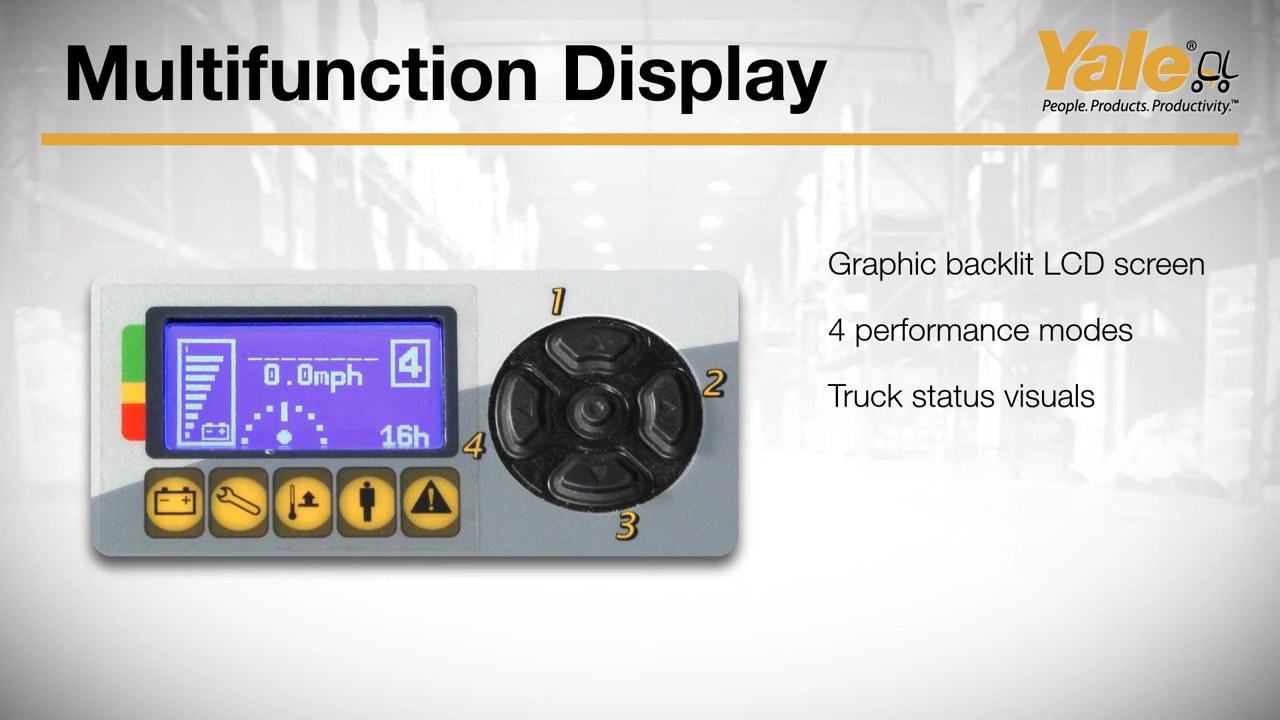 Multifunction Display
Yale®
People. Products. Productivity.™
Graphic backlit LCD screen
4 performance modes
Truck status visuals
1
2
3
4
0.0mph
4
16h